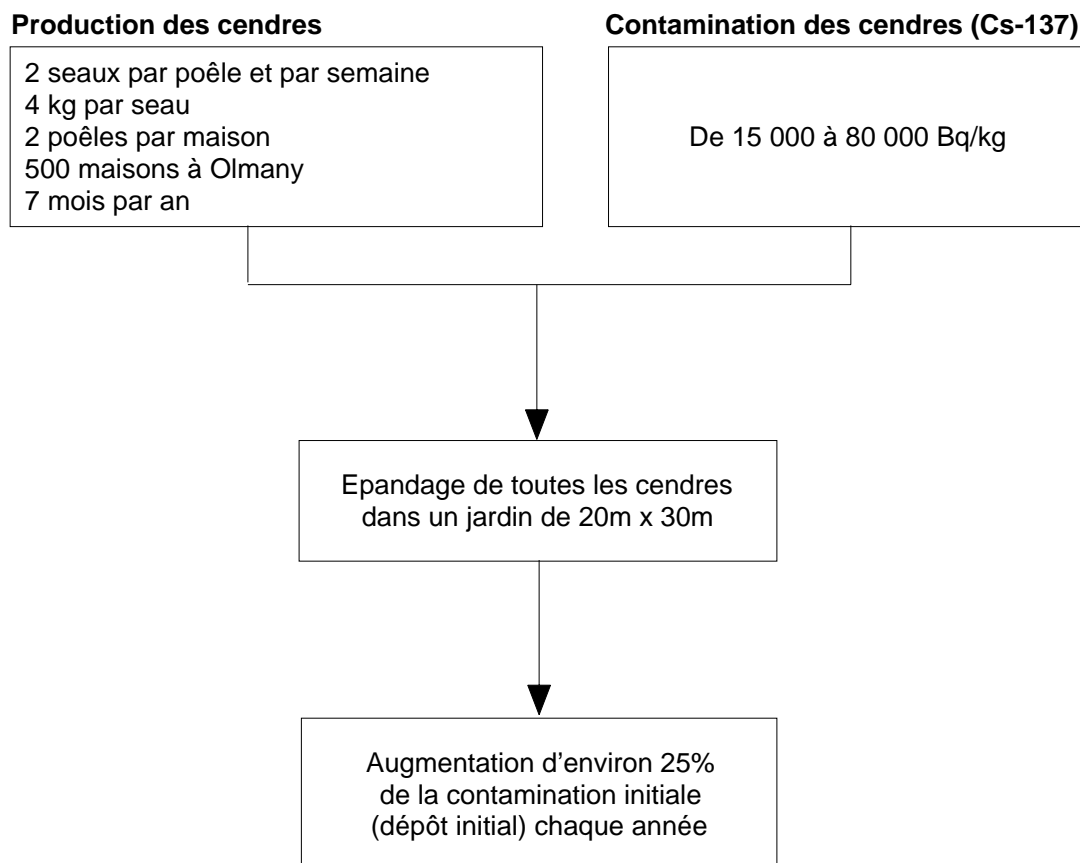 Production des cendres
2 seaux par poêle et par semaine
4 kg par seau
2 poêles par maison
500 maisons à Olmany
7 mois par an
Contamination des cendres (Cs-137)
De 15 000 à 80 000 Bq/kg
Epandage de toutes les cendres
dans un jardin de 20m x 30m
Augmentation d’environ 25%
de la contamination initiale
(dépôt initial) chaque année